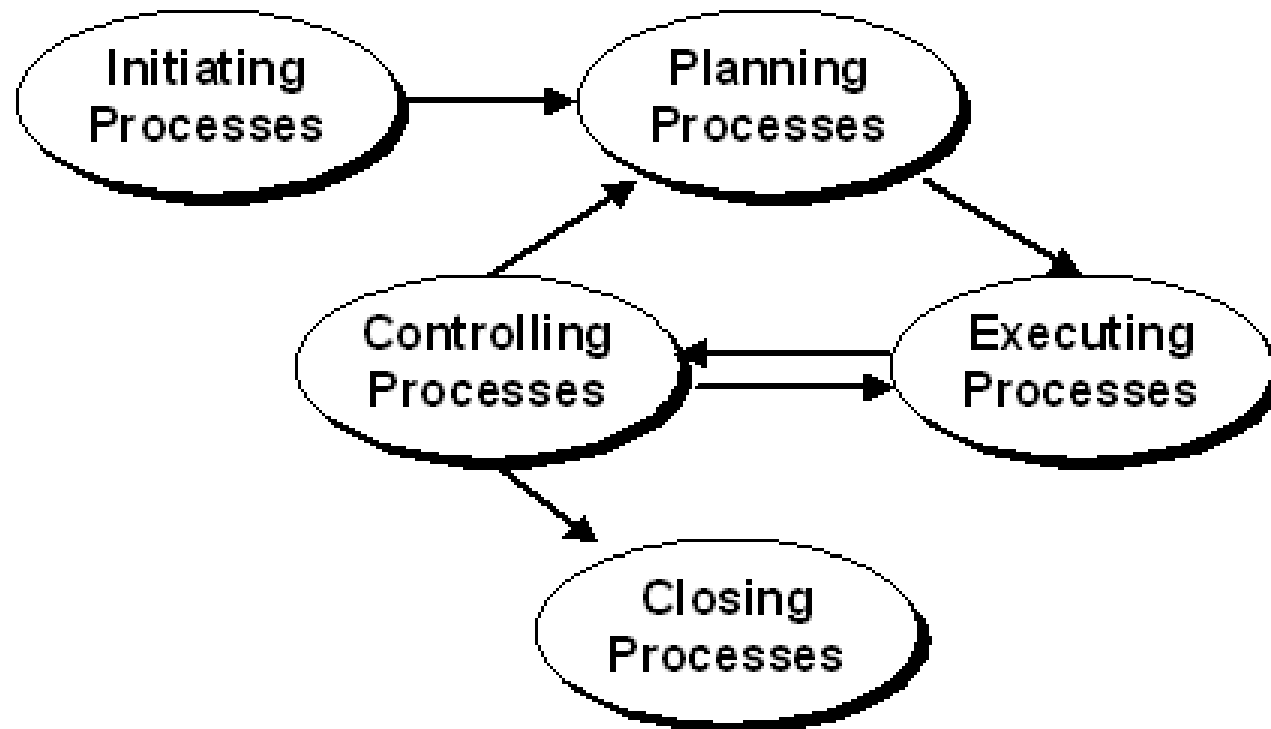 Initiating
Processes
Planning
Processes
Controlling
Processes
Executing
Processes
Closing
Processes